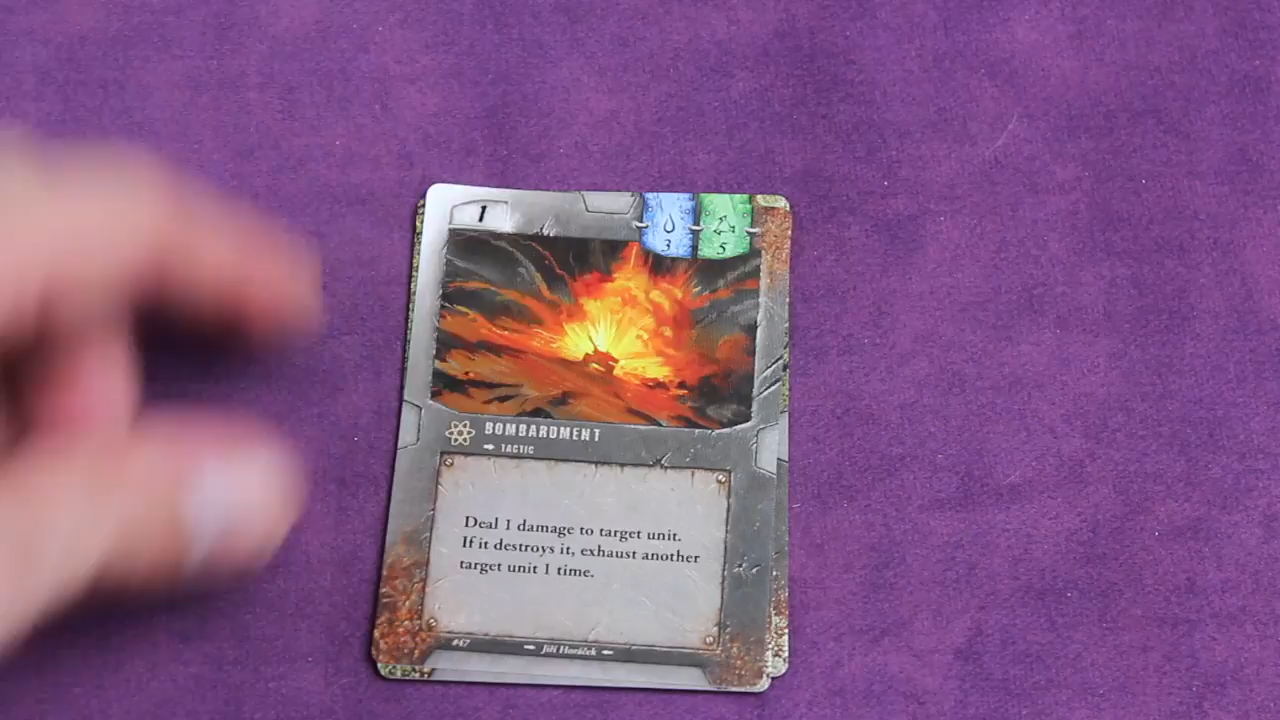 1
3
5
BOMBARDMENT
TACTIC
Deal 1 damage to target unit.
If it destroys it, exhaust another
target unit 1 time.
#47
Jiří Horáček